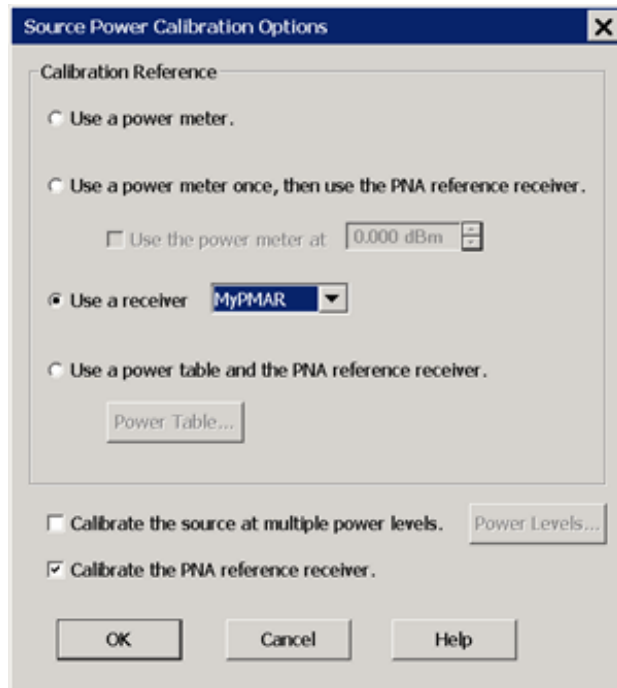 Source Power Calibration Options
Calibration Reference
Use a power meter.
Use a power meter once, then use the PNA reference receiver.
Use the power meter at 0.000 dBm
Use a receiver MyPMAR
Use a power table and the PNA reference receiver.
Power Table...
Calibrate the source at multiple power levels. Power Levels...
Calibrate the PNA reference receiver.
OK Cancel Help